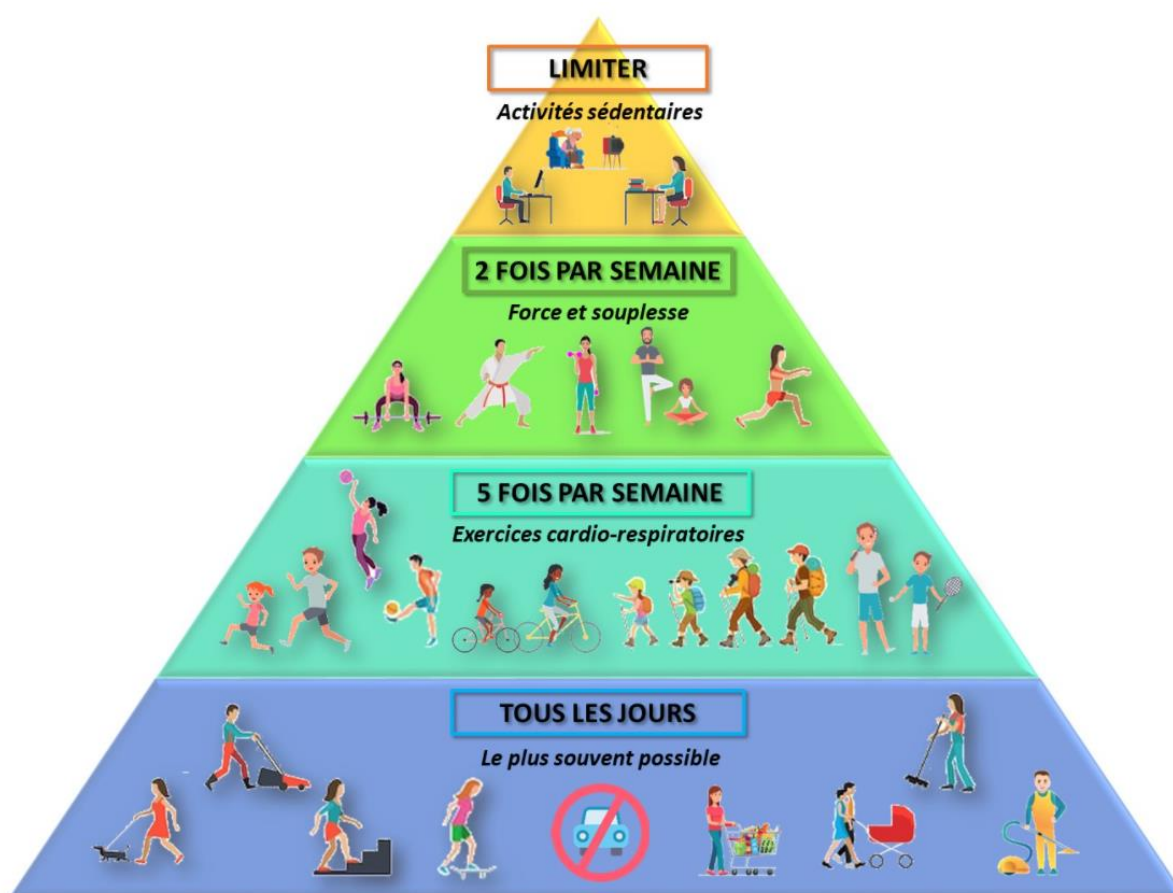 LIMITER
Activités sédentaires
2 FOIS PAR SEMAINE
Force et souplesse
5 FOIS PAR SEMAINE
Exercices cardio-respiratoires
TOUS LES JOURS
Le plus souvent possible